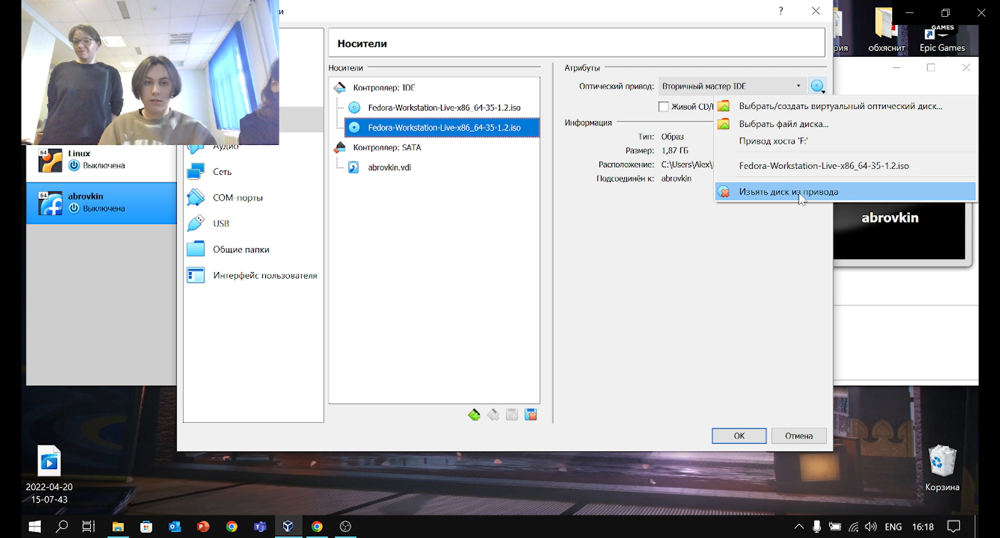 и
?
Носители
Носители
Контроллер: IDE
Fedora-Workstation-Live-x86_64-35-1.2.iso
Fedora-Workstation-Live-x86_64-35-1.2.iso
Контроллер: SATA
abrovkin.vdi
Атрибуты
Оптический привод: Вторичный мастер IDE
Живой CD/
Информация
Тип: Образ
Размер: 1,87 ГБ
Расположение: C:\Users\Alex\
Подсоединён к: abrovkin
Выбрать/создать виртуальный оптический диск...
Выбрать файл диска...
Привод хоста 'F:'
Fedora-Workstation-Live-x86_64-35-1.2.iso
Изъять диск из привода
64
Linux
Выключена
64
abrovkin
Выключена
Аудио
Сеть
COM-порты
USB
Общие папки
Интерфейс пользователя
OK
Отмена
рия
обхяснит
GAMES
Epic Games
abrovkin
2022-04-20
15-07-43
Корзина
ENG
16:18